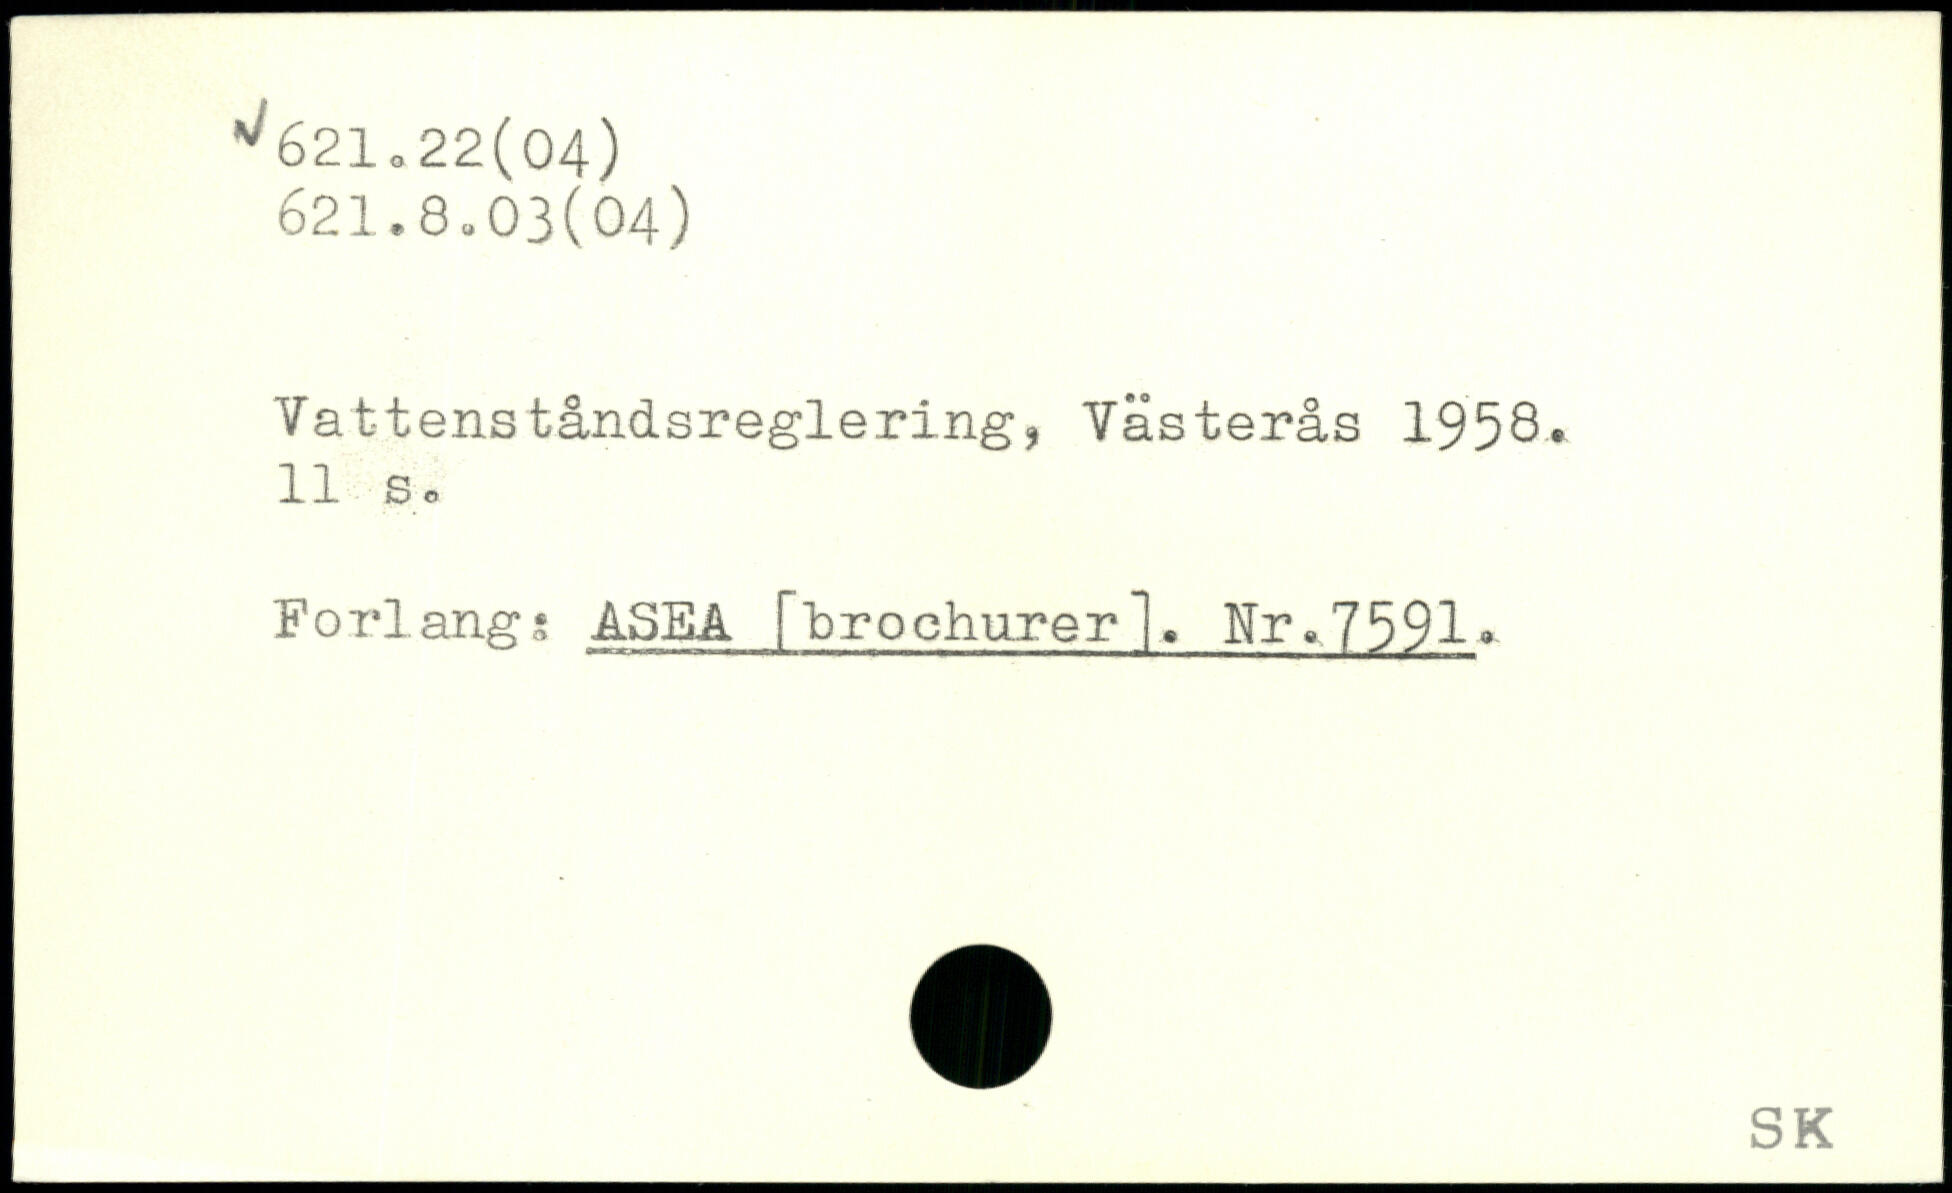 ✓621.22(04)
621.8.03(04)
Vattenståndsreglering, Västerås 1958.
11 s.
Forlang: ASEA [brochurer]. Nr.7591.
SK